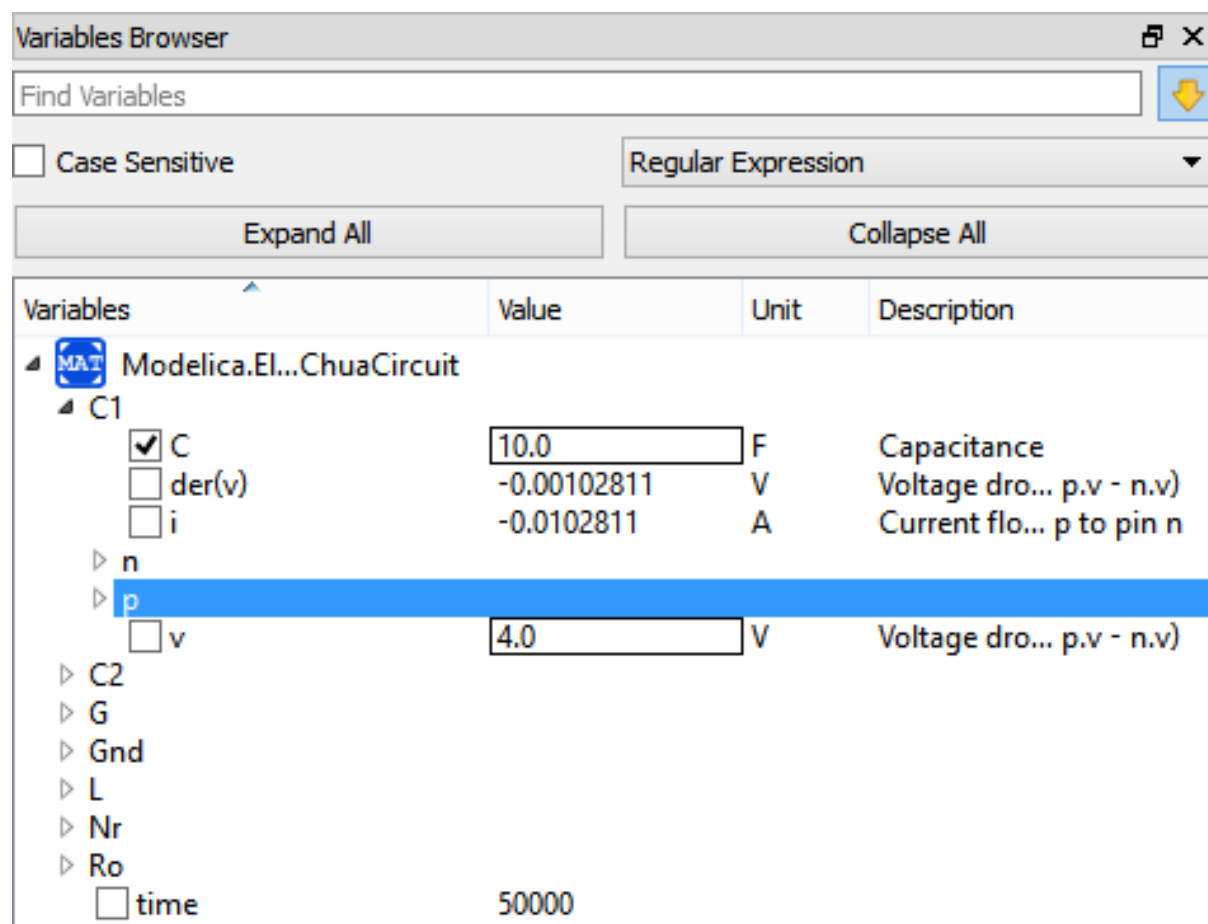 Variables Browser
Find Variables
Case Sensitive Regular Expression
Expand All Collapse All
Variables Value Unit Description
MAT Modelica.El...ChuaCircuit
C1
C 10.0 F Capacitance
der(v) -0.00102811 V Voltage dro... p.v - n.v)
i -0.0102811 A Current flo... p to pin n
n
p
v 4.0 V Voltage dro... p.v - n.v)
C2
G
Gnd
L
Nr
Ro
time 50000